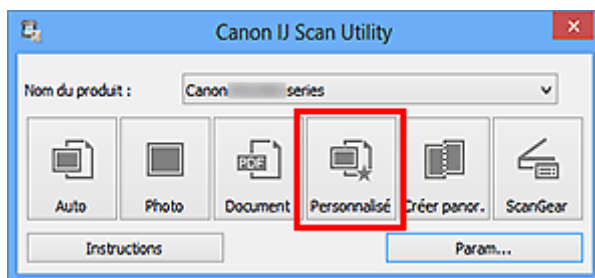 Canon IJ Scan Utility
Nom du produit : Canon series
PDF
Auto Photo Document Personnalisé Créer panor. ScanGear
Instructions Param...